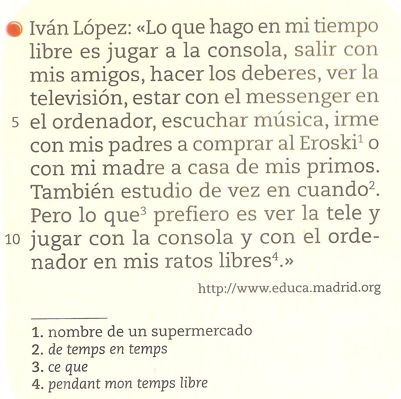 Iván López: «Lo que hago en mi tiempo
libre es jugar a la consola, salir con
mis amigos, hacer los deberes, ver la
televisión, estar con el messenger en
5 el ordenador, escuchar música, irme
con mis padres a comprar al Eroski¹ o
con mi madre a casa de mis primos.
También estudio de vez en cuando².
Pero lo que³ prefiero es ver la tele y
10 jugar con la consola y con el orde-
nador en mis ratos libres⁴.»
http://www.educa.madrid.org
1. nombre de un supermercado
2. de temps en temps
3. ce que
4. pendant mon temps libre